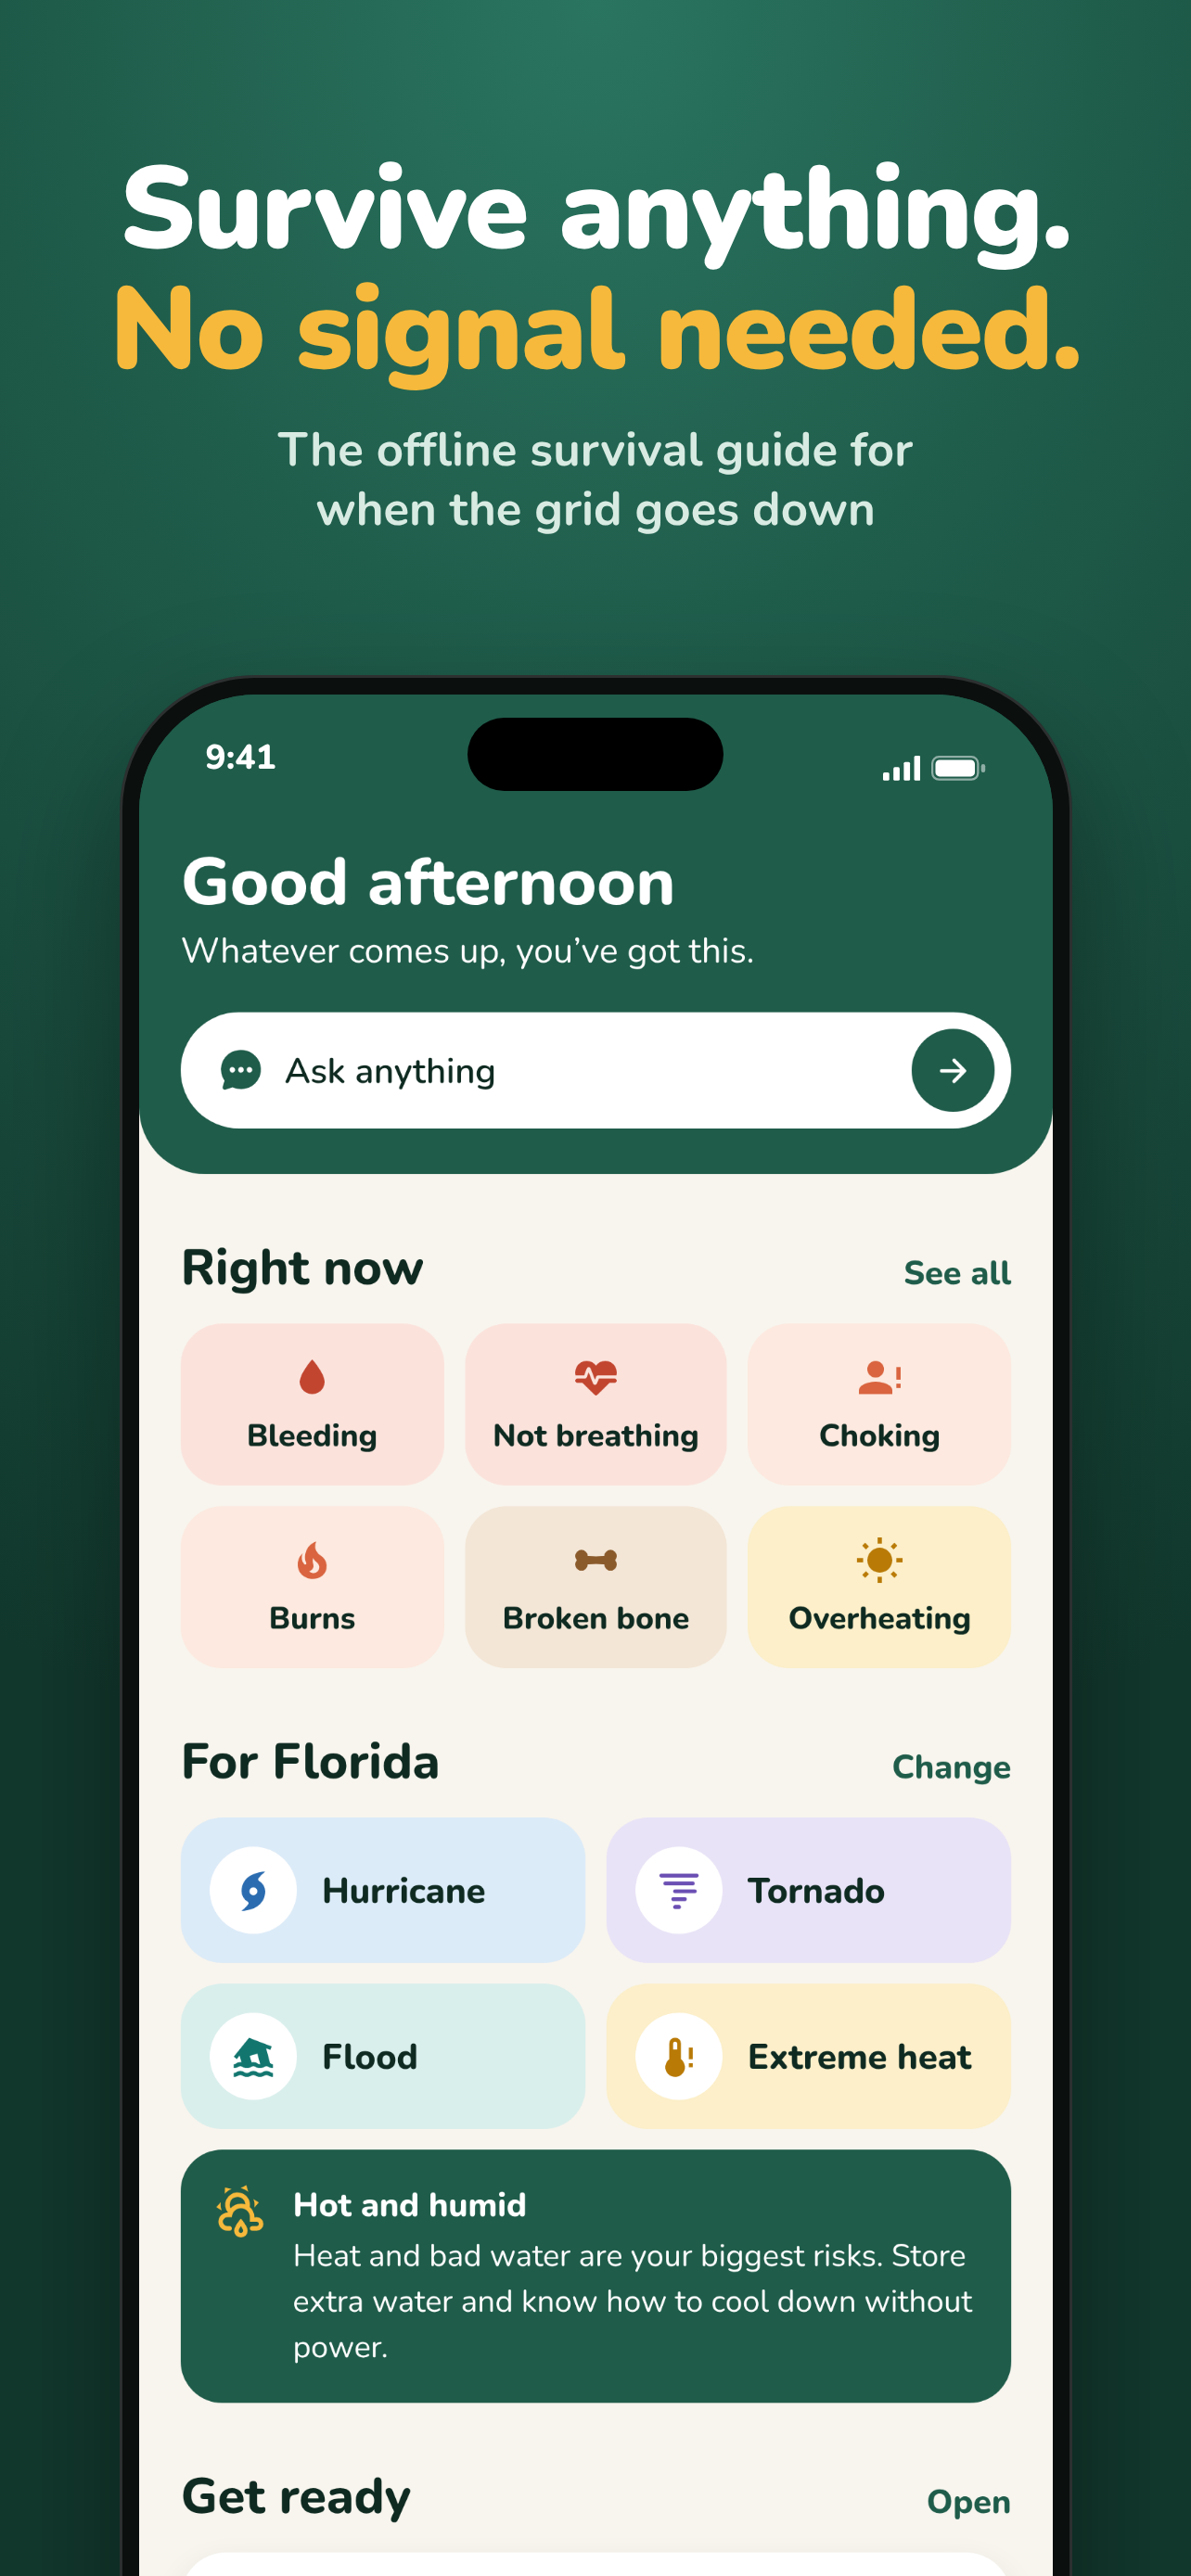 Survive anything.
No signal needed.
The offline survival guide for
when the grid goes down
9:41
Good afternoon
Whatever comes up, you’ve got this.
Ask anything
Right now
See all
Bleeding
Not breathing
Choking
Burns
Broken bone
Overheating
For Florida
Change
Hurricane
Tornado
Flood
Extreme heat
Hot and humid
Heat and bad water are your biggest risks. Store
extra water and know how to cool down without
power.
Get ready
Open